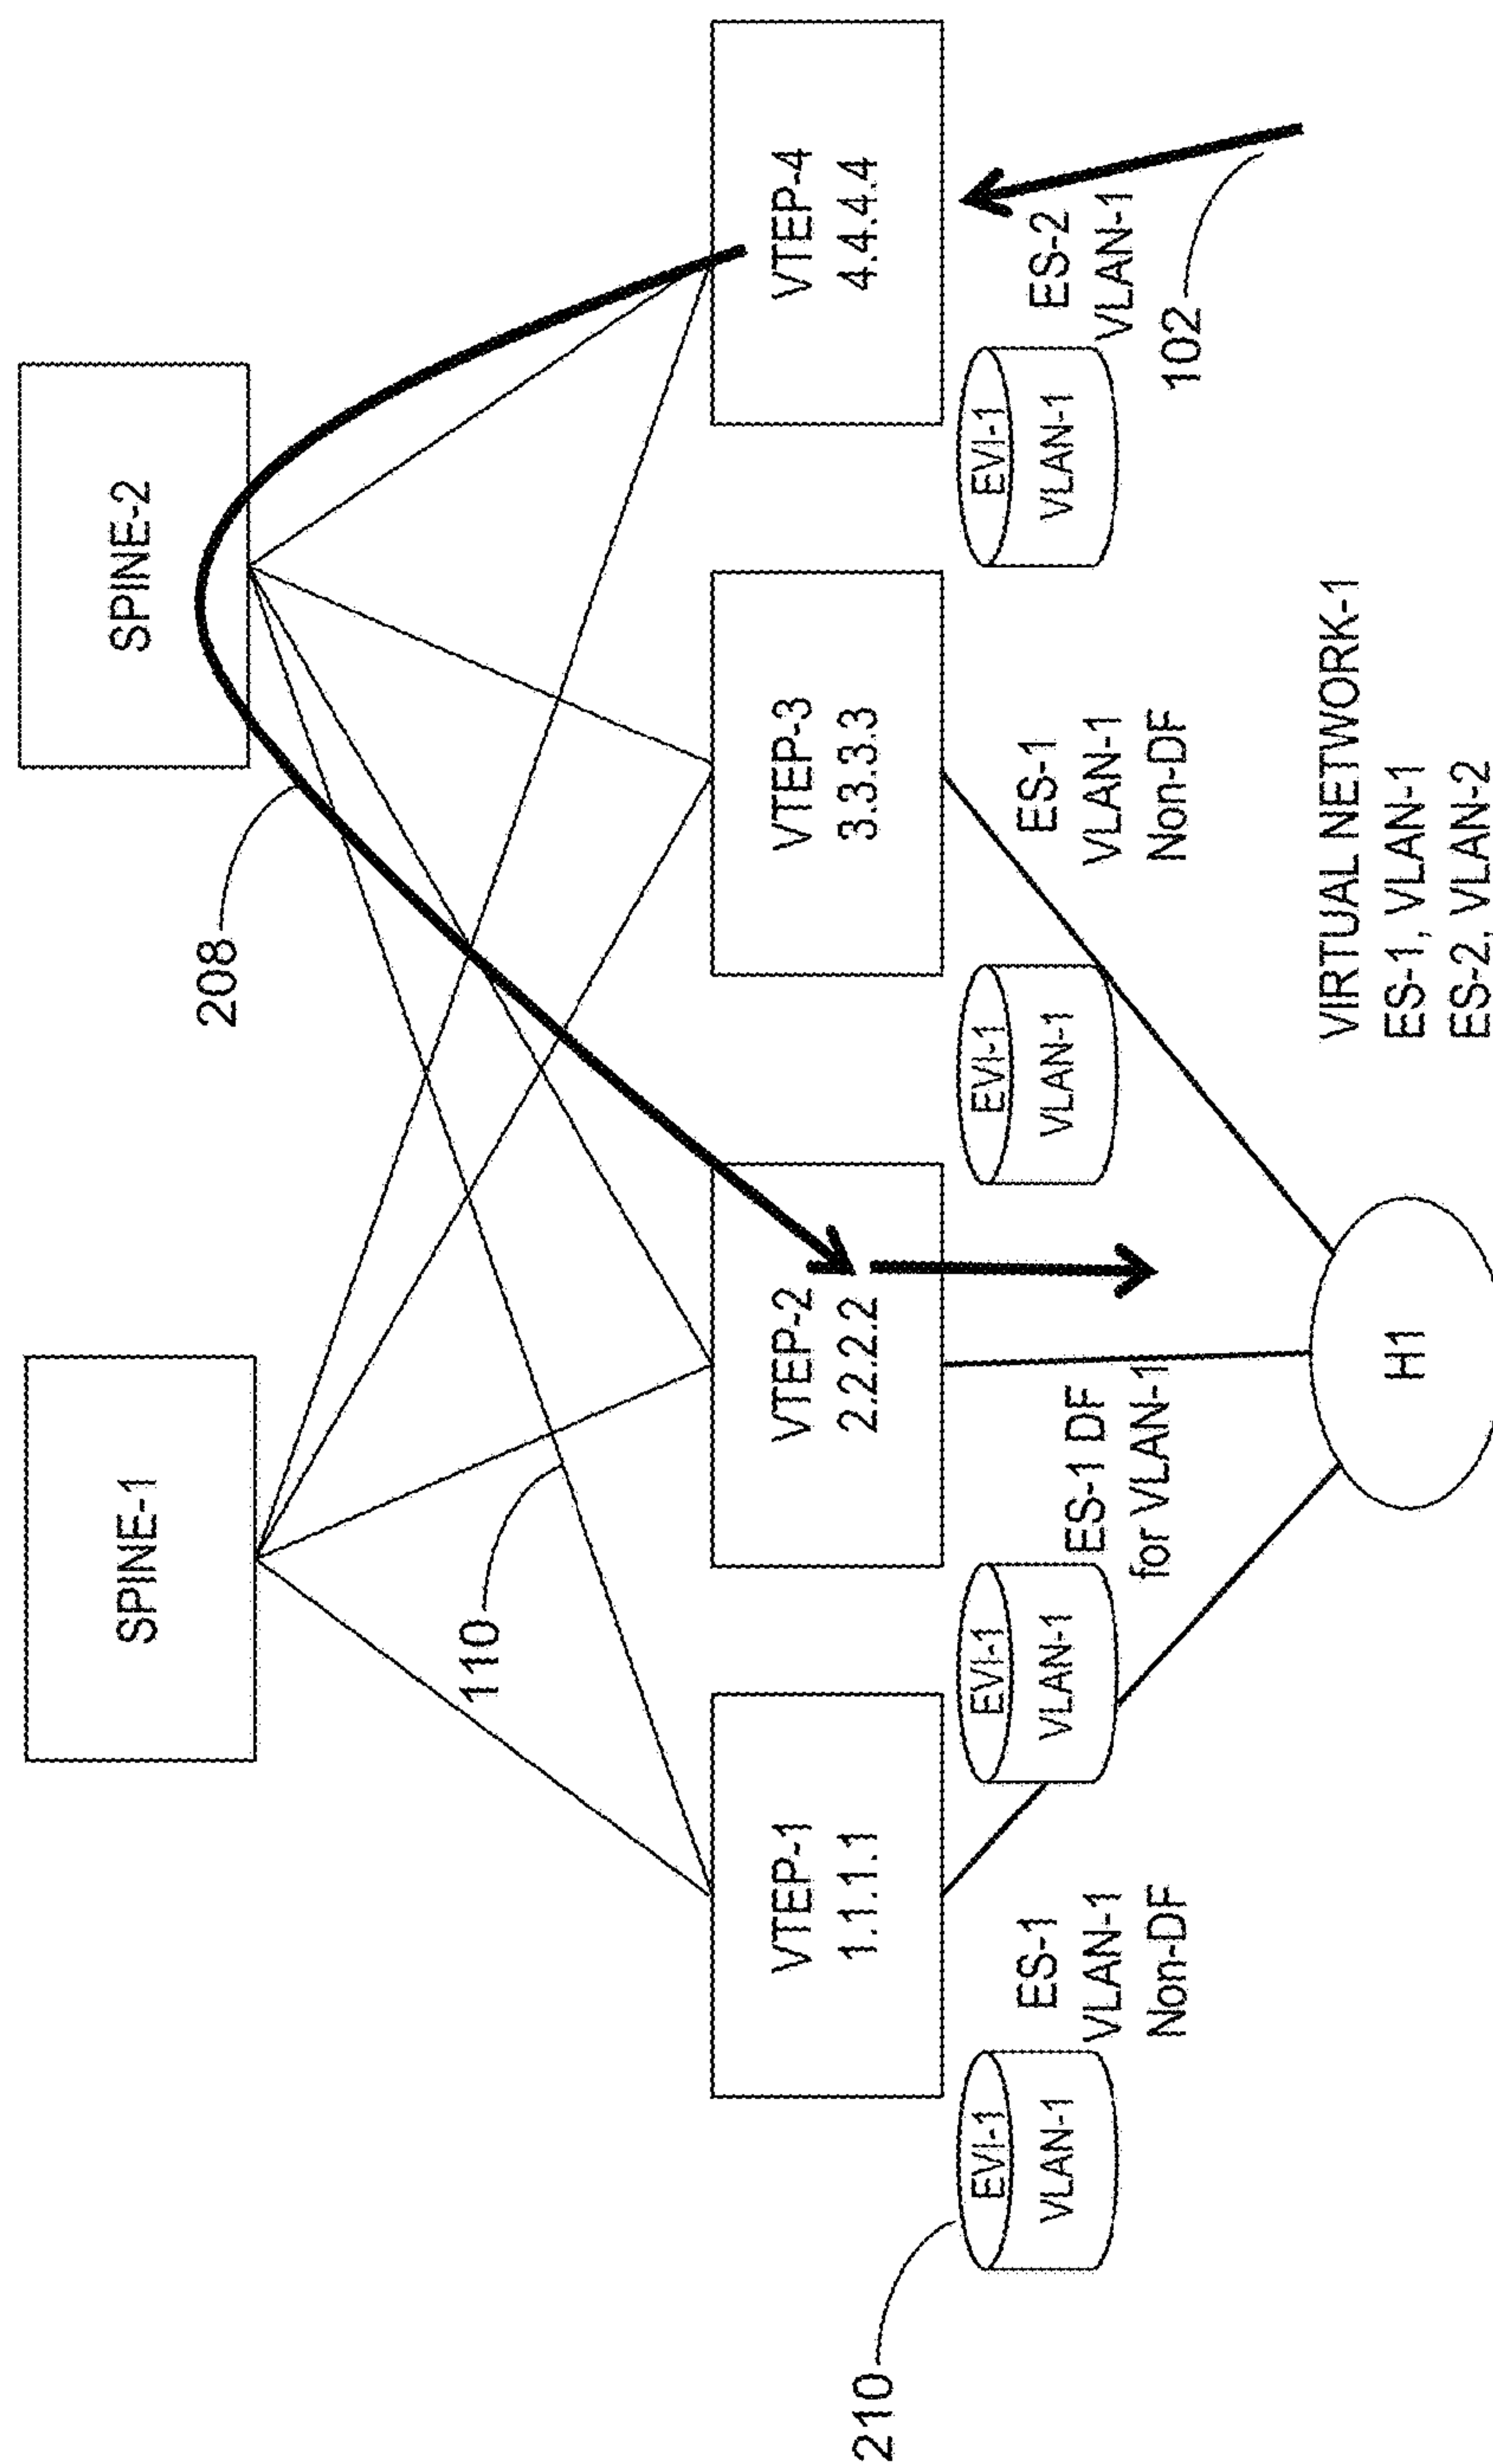 SPINE-1
SPINE-2
208
110
VTEP-1
1.1.1.1
VTEP-2
2.2.2.2
VTEP-3
3.3.3.3
VTEP-4
4.4.4.4
210
EVI-1
VLAN-1
ES-1
VLAN-1
Non-DF
EVI-1
VLAN-1
ES-1 DF
for VLAN-1
EVI-1
VLAN-1
ES-1
VLAN-1
Non-DF
EVI-1
VLAN-1
ES-2
VLAN-1
102
H1
VIRTUAL NETWORK-1
ES-1, VLAN-1
ES-2, VLAN-2